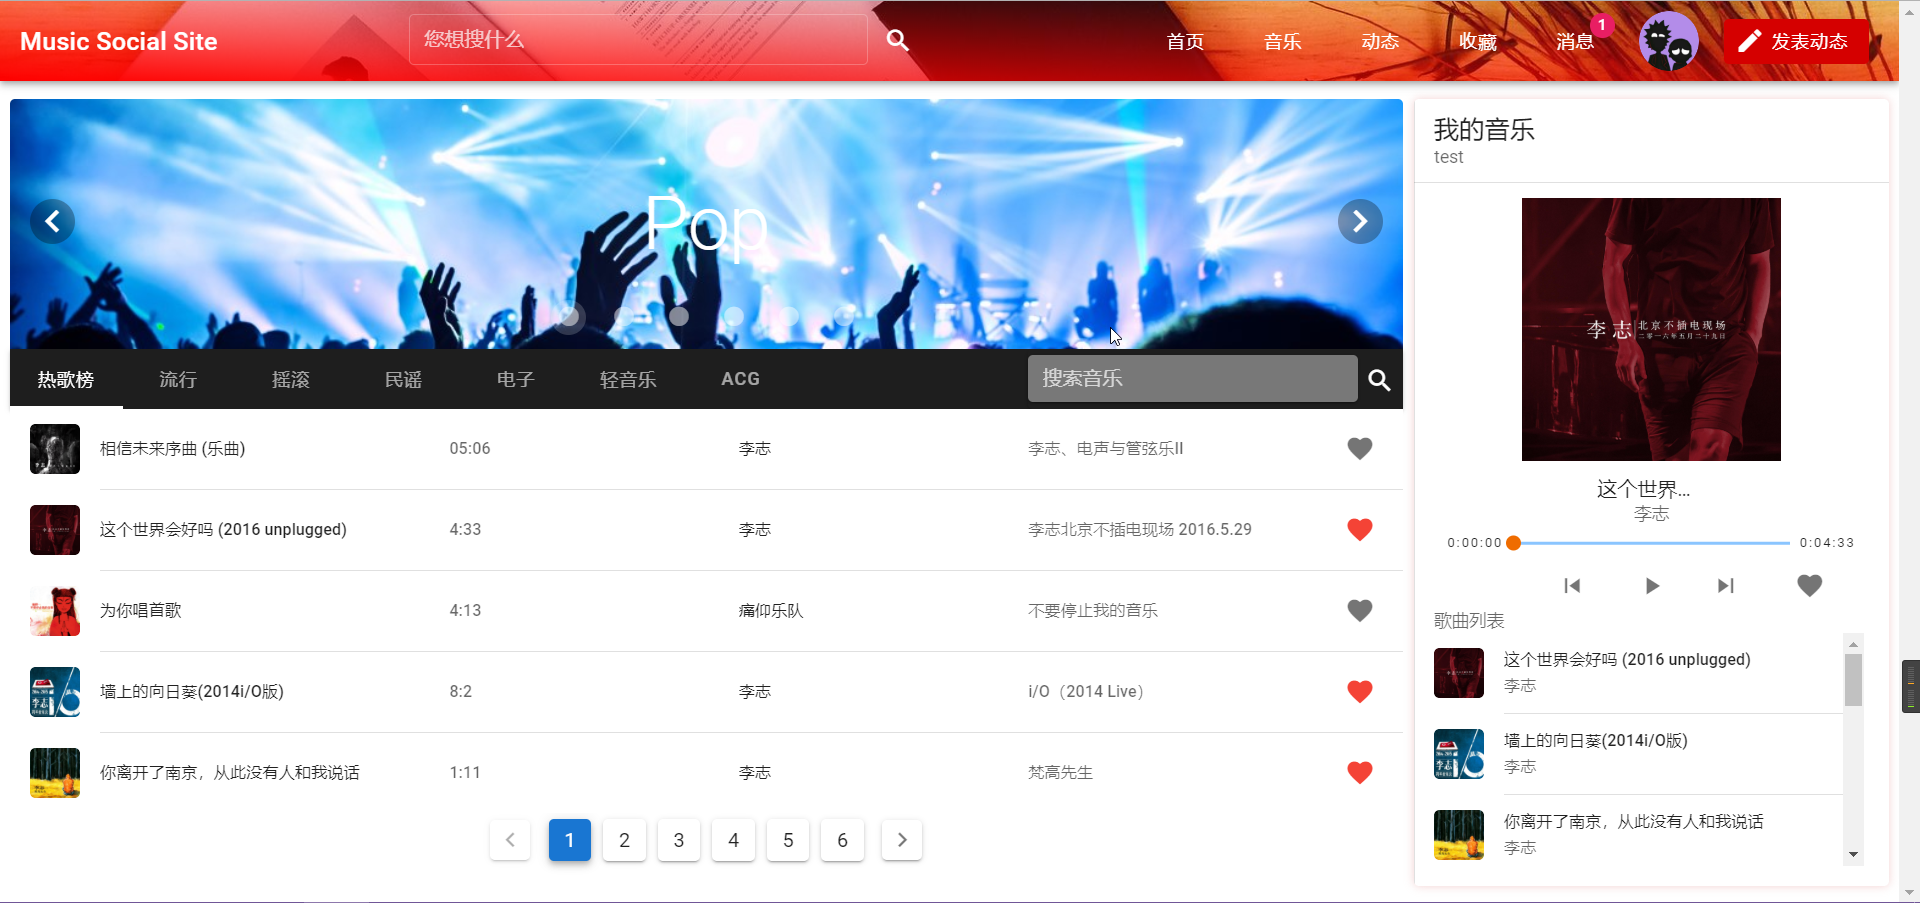 Music Social Site
您想搜什么
首页
音乐
动态
收藏
消息
1
发表动态
Pop
热歌榜
流行
摇滚
民谣
电子
轻音乐
ACG
搜索音乐
相信未来序曲 (乐曲) 05:06 李志 李志、电声与管弦乐II
这个世界会好吗 (2016 unplugged) 4:33 李志 李志北京不插电现场 2016.5.29
为你唱首歌 4:13 痛仰乐队 不要停止我的音乐
墙上的向日葵(2014i/O版) 8:2 李志 i/O（2014 Live）
你离开了南京，从此没有人和我说话 1:11 李志 梵高先生
1 2 3 4 5 6
我的音乐
test
李志 北京不插电现场
二零一六年五月二十九日
这个世界...
李志
0:00:00 0:04:33
歌曲列表
这个世界会好吗 (2016 unplugged)
李志
墙上的向日葵(2014i/O版)
李志
你离开了南京，从此没有人和我说话
李志